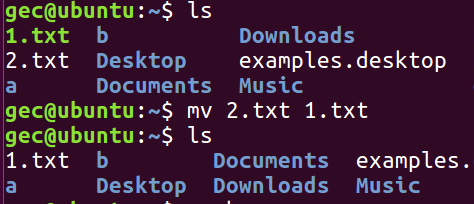 gec@ubuntu:~$ ls
1.txt b Downloads
2.txt Desktop examples.desktop
a Documents Music
gec@ubuntu:~$ mv 2.txt 1.txt
gec@ubuntu:~$ ls
1.txt b Documents examples.
a Desktop Downloads Music